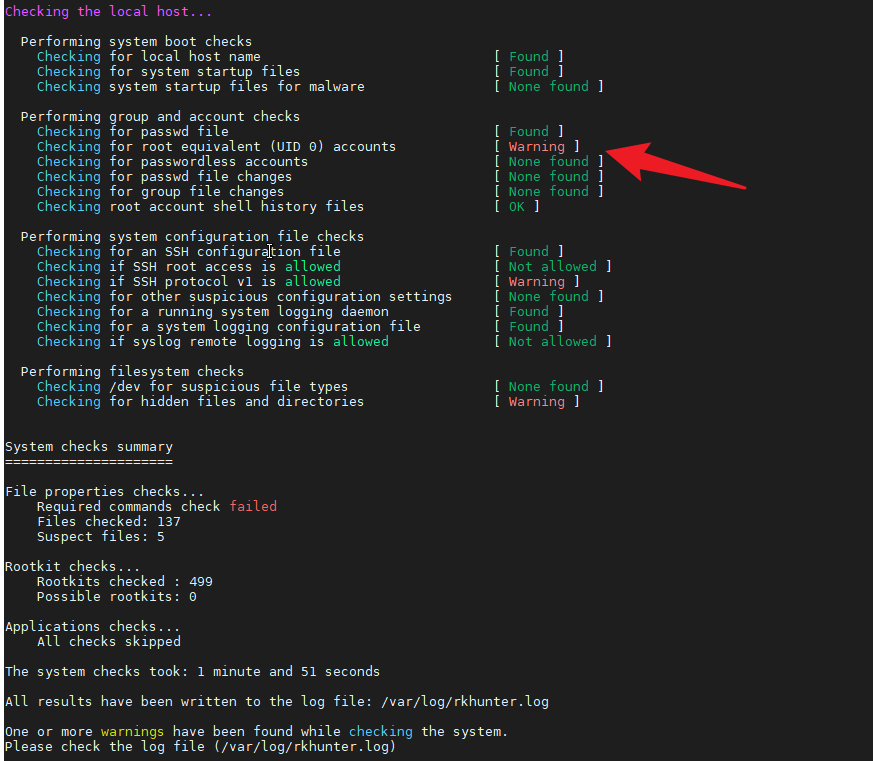 Checking the local host...
Performing system boot checks
Checking for local host name [ Found ]
Checking for system startup files [ Found ]
Checking system startup files for malware [ None found ]
Performing group and account checks
Checking for passwd file [ Found ]
Checking for root equivalent (UID 0) accounts [ Warning ]
Checking for passwordless accounts [ None found ]
Checking for passwd file changes [ None found ]
Checking for group file changes [ None found ]
Checking root account shell history files [ OK ]
Performing system configuration file checks
Checking for an SSH configuration file [ Found ]
Checking if SSH root access is allowed [ Not allowed ]
Checking if SSH protocol v1 is allowed [ Warning ]
Checking for other suspicious configuration settings [ None found ]
Checking for a running system logging daemon [ Found ]
Checking for a system logging configuration file [ Found ]
Checking if syslog remote logging is allowed [ Not allowed ]
Performing filesystem checks
Checking /dev for suspicious file types [ None found ]
Checking for hidden files and directories [ Warning ]
System checks summary
=====================
File properties checks...
Required commands check failed
Files checked: 137
Suspect files: 5
Rootkit checks...
Rootkits checked : 499
Possible rootkits: 0
Applications checks...
All checks skipped
The system checks took: 1 minute and 51 seconds
All results have been written to the log file: /var/log/rkhunter.log
One or more warnings have been found while checking the system.
Please check the log file (/var/log/rkhunter.log)